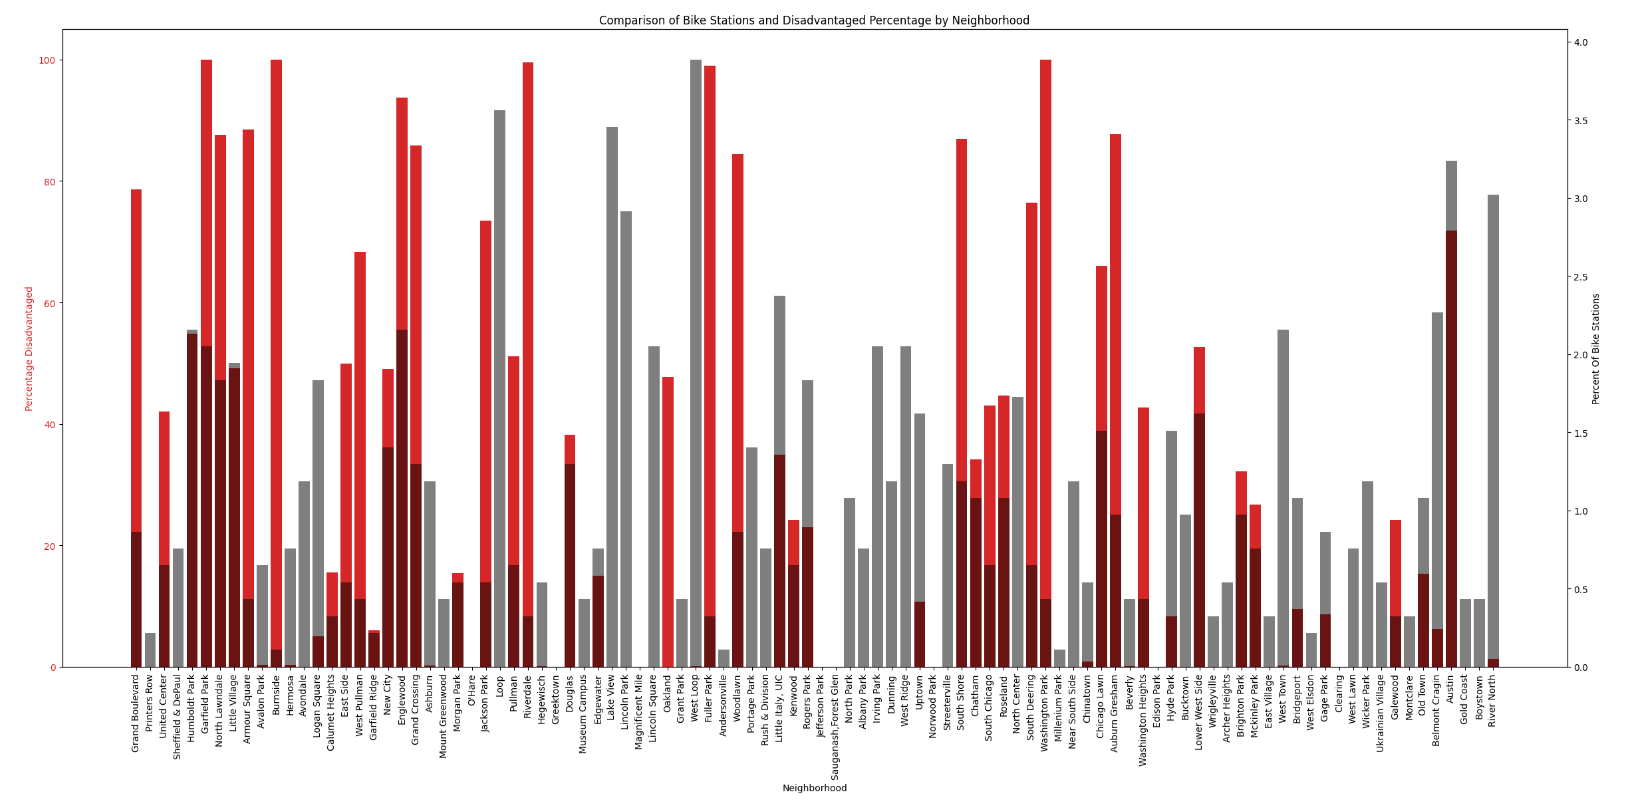 Comparison of Bike Stations and Disadvantaged Percentage by Neighborhood
100
80
60
40
20
0
Percentage Disadvantaged
4.0
3.5
3.0
2.5
2.0
1.5
1.0
0.5
0.0
Percent Of Bike Stations
Grand Boulevard
Printers Row
United Center
Sheffield & DePaul
Humboldt Park
Garfield Park
North Lawndale
Little Village
Armour Square
Avalon Park
Burnside
Hermosa
Avondale
Logan Square
Calumet Heights
East Side
West Pullman
Garfield Ridge
New City
Englewood
Grand Crossing
Ashburn
Mount Greenwood
Morgan Park
O'Hare
Jackson Park
Loop
Pullman
Riverdale
Hegewisch
Greektown
Douglas
Museum Campus
Edgewater
Lake View
Lincoln Park
Magnificent Mile
Lincoln Square
Oakland
Grant Park
West Loop
Fuller Park
Andersonville
Woodlawn
Portage Park
Rush & Division
Little Italy, UIC
Kenwood
Rogers Park
Jefferson Park
Sauganash,Forest Glen
North Park
Albany Park
Irving Park
Dunning
West Ridge
Uptown
Norwood Park
Streeterville
South Shore
Chatham
South Chicago
Roseland
North Center
South Deering
Washington Park
Millenium Park
Near South Side
Chinatown
Chicago Lawn
Auburn Gresham
Beverly
Washington Heights
Edison Park
Hyde Park
Bucktown
Lower West Side
Wrigleyville
Archer Heights
Brighton Park
Mckinley Park
East Village
West Town
Bridgeport
West Elsdon
Gage Park
Clearing
West Lawn
Wicker Park
Ukrainian Village
Galewood
Montclare
Old Town
Belmont Cragin
Austin
Gold Coast
Boystown
River North
Neighborhood